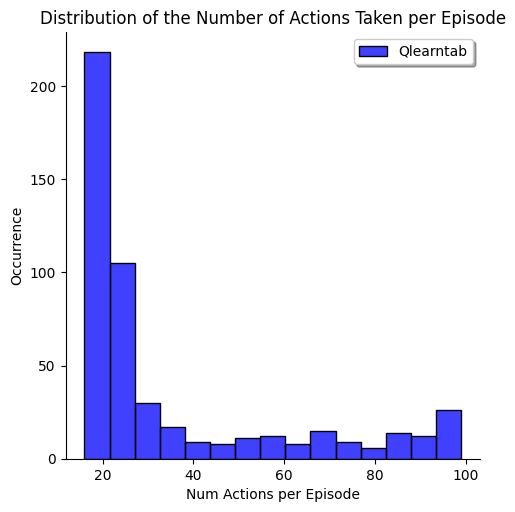 Distribution of the Number of Actions Taken per Episode
Qlearntab
Occurrence
200
150
100
50
0
20 40 60 80 100
Num Actions per Episode